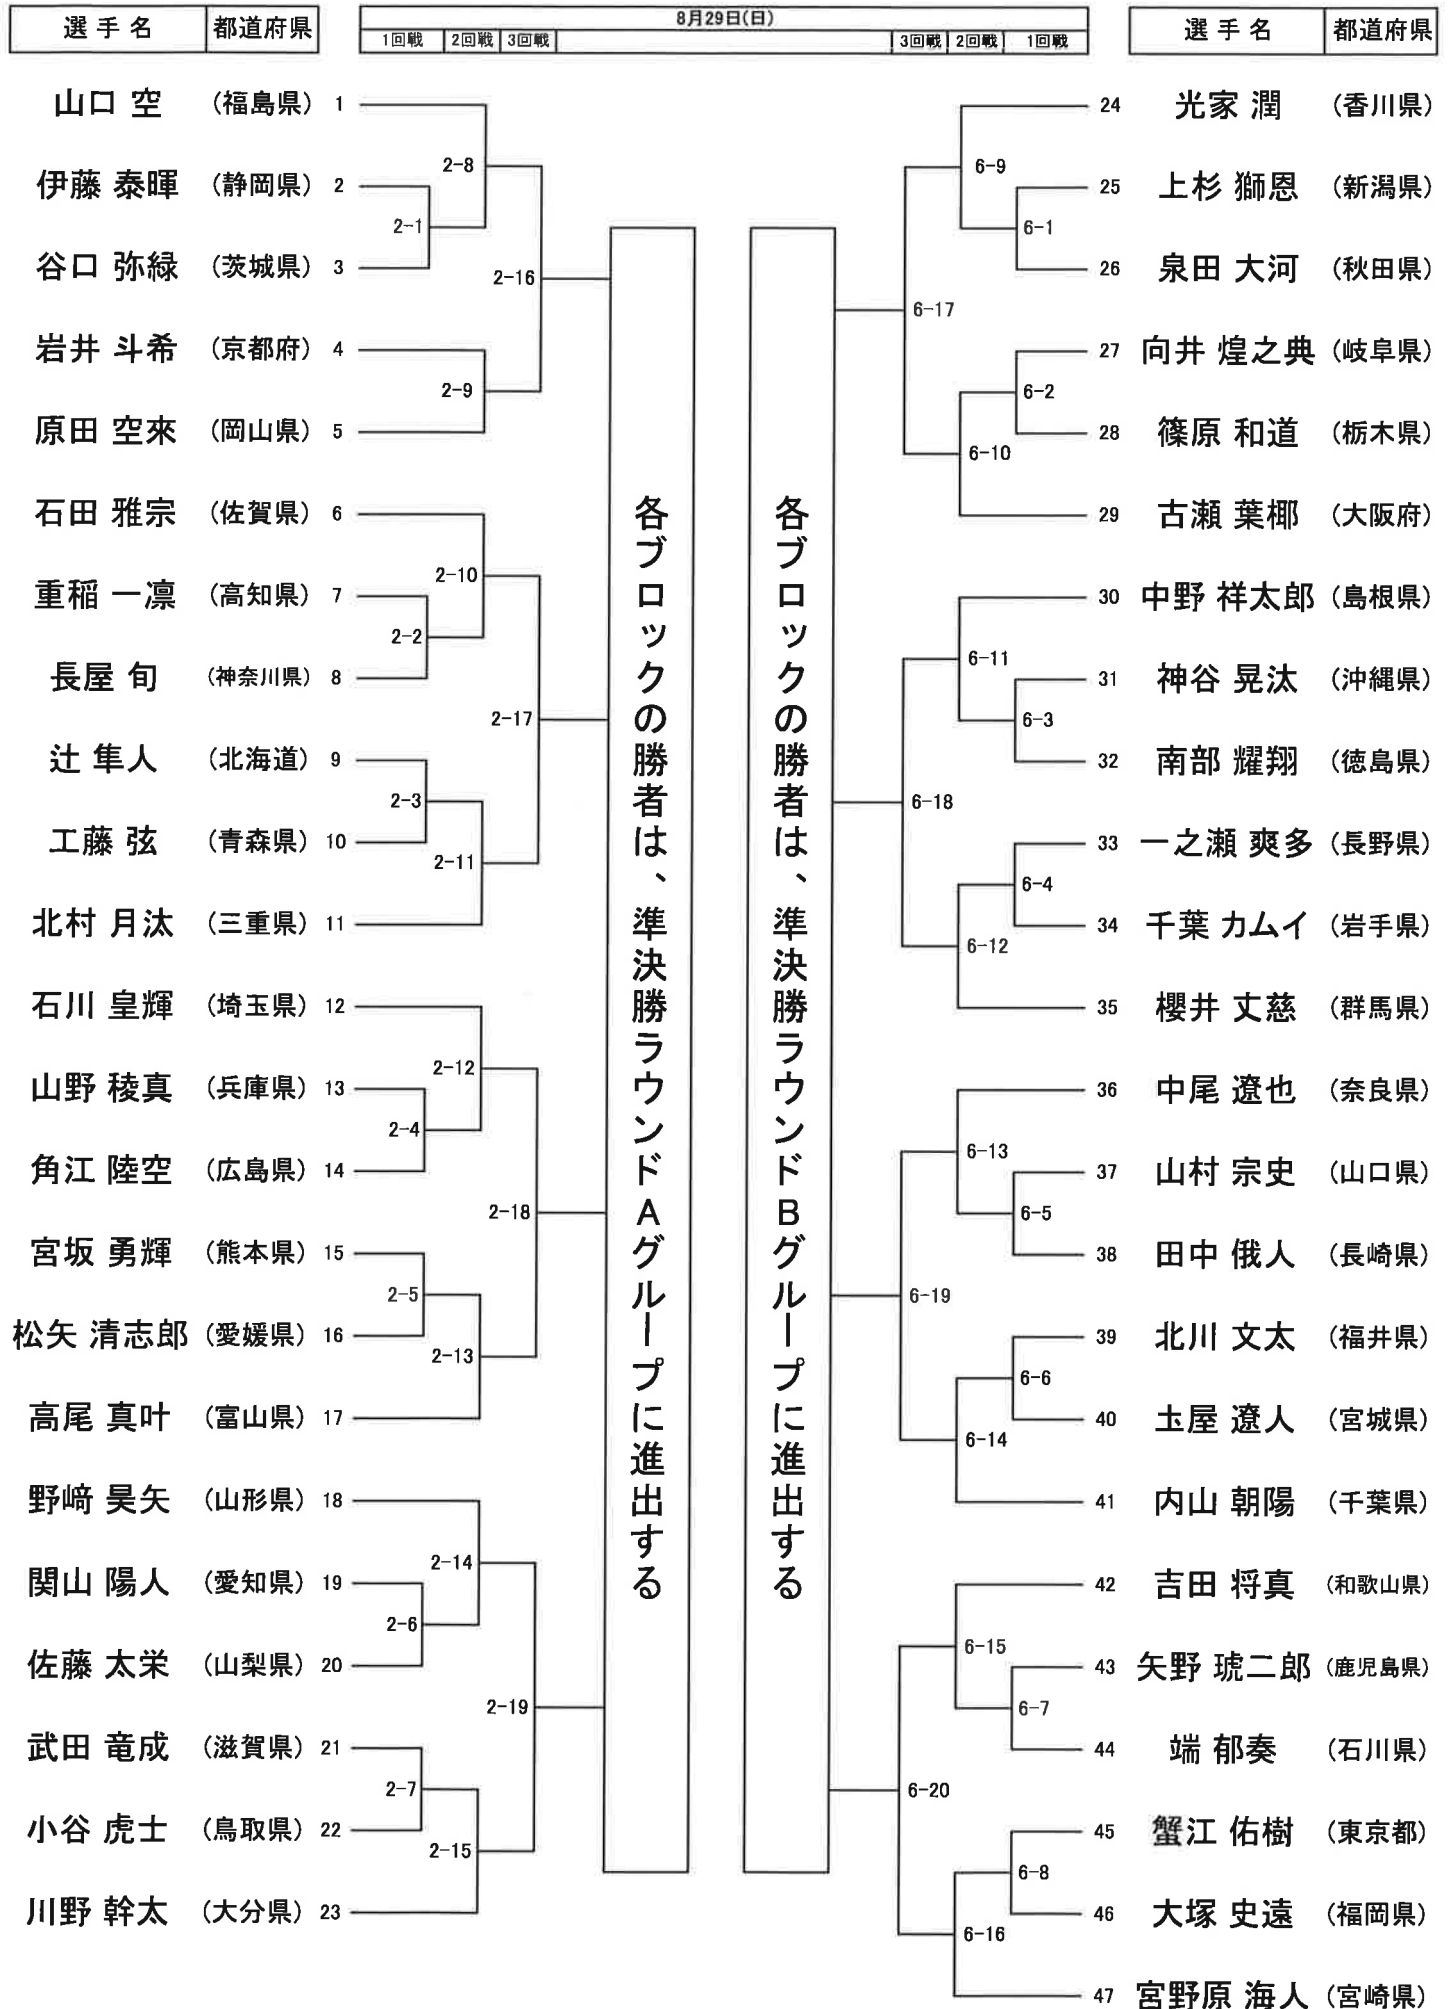 選手名 都道府県
8月29日(日)
1回戦 2回戦 3回戦
3回戦 2回戦 1回戦
選手名 都道府県
山口 空 (福島県) 1
伊藤 泰暉 (静岡県) 2
谷口 弥緑 (茨城県) 3
岩井 斗希 (京都府) 4
原田 空來 (岡山県) 5
石田 雅宗 (佐賀県) 6
重稲 一凛 (高知県) 7
長屋 旬 (神奈川県) 8
辻 隼人 (北海道) 9
工藤 弦 (青森県) 10
北村 月汰 (三重県) 11
石川 皇輝 (埼玉県) 12
山野 稜真 (兵庫県) 13
角江 陸空 (広島県) 14
宮坂 勇輝 (熊本県) 15
松矢 清志郎 (愛媛県) 16
高尾 真叶 (富山県) 17
野﨑 昊矢 (山形県) 18
関山 陽人 (愛知県) 19
佐藤 太栄 (山梨県) 20
武田 竜成 (滋賀県) 21
小谷 虎士 (鳥取県) 22
川野 幹太 (大分県) 23
2-8
2-1
2-16
2-9
2-10
2-2
2-17
2-3
2-11
2-12
2-4
2-18
2-5
2-13
2-14
2-6
2-19
2-7
2-15
各ブロックの勝者は、準決勝ラウンドAグループに進出する
各ブロックの勝者は、準決勝ラウンドBグループに進出する
6-9
6-1
6-17
6-2
6-10
6-11
6-3
6-18
6-4
6-12
6-13
6-5
6-19
6-6
6-14
6-15
6-7
6-20
6-8
6-16
24 光家 潤 (香川県)
25 上杉 獅恩 (新潟県)
26 泉田 大河 (秋田県)
27 向井 煌之典 (岐阜県)
28 篠原 和道 (栃木県)
29 古瀬 葉椰 (大阪府)
30 中野 祥太郎 (島根県)
31 神谷 晃汰 (沖縄県)
32 南部 耀翔 (徳島県)
33 一之瀬 爽多 (長野県)
34 千葉 カムイ (岩手県)
35 櫻井 丈慈 (群馬県)
36 中尾 遼也 (奈良県)
37 山村 宗史 (山口県)
38 田中 俄人 (長崎県)
39 北川 文太 (福井県)
40 圡屋 遼人 (宮城県)
41 内山 朝陽 (千葉県)
42 吉田 将真 (和歌山県)
43 矢野 琥二郎 (鹿児島県)
44 端 郁奏 (石川県)
45 蟹江 佑樹 (東京都)
46 大塚 史遠 (福岡県)
47 宮野原 海人 (宮崎県)